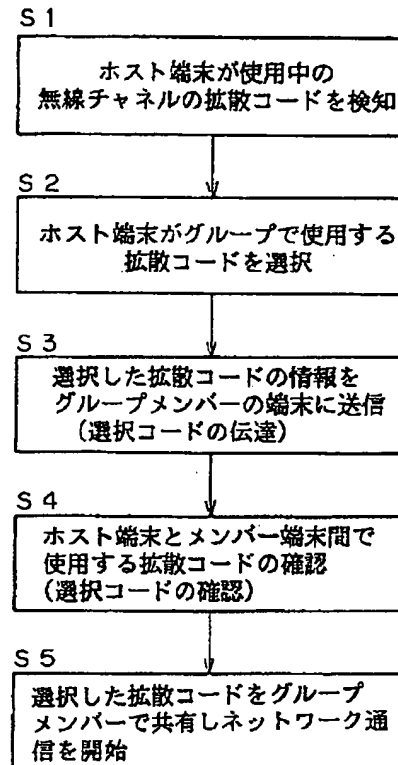 S1
ホスト端末が使用中の
無線チャネルの拡散コードを検知
S2
ホスト端末がグループで使用する
拡散コードを選択
S3
選択した拡散コードの情報を
グループメンバーの端末に送信
(選択コードの伝達)
S4
ホスト端末とメンバー端末間で
使用する拡散コードの確認
(選択コードの確認)
S5
選択した拡散コードをグループ
メンバーで共有しネットワーク通
信を開始